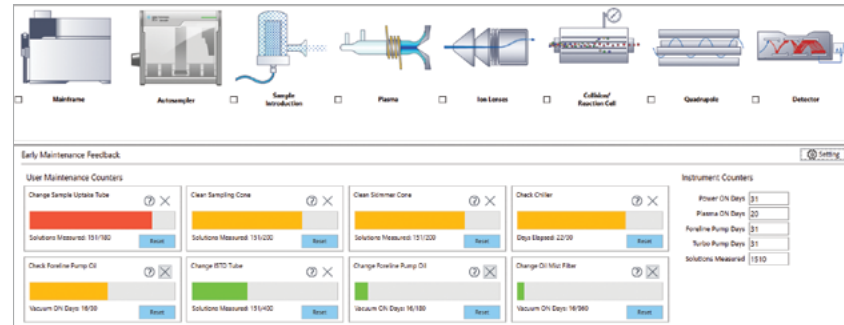 Mainframe
Autosampler
Sample
Introduction
Plasma
Ion Lenses
Collision/
Reaction Cell
Quadrupole
Detector
Early Maintenance Feedback
Setting
User Maintenance Counters
Instrument Counters
Change Sample Uptake Tube
Clean Sampling Cone
Clean Skimmer Cone
Check Chiller
Solutions Measured: 151/180 Reset
Solutions Measured: 151/200 Reset
Solutions Measured: 151/200 Reset
Days Elapsed: 22/30 Reset
Check Foreline Pump Oil
Change ISTD Tube
Change Foreline Pump Oil
Change Oil Mist Filter
Vacuum ON Days: 16/30 Reset
Solutions Measured: 151/400 Reset
Vacuum ON Days: 16/180 Reset
Vacuum ON Days: 16/360 Reset
Power ON Days 31
Plasma ON Days 20
Foreline Pump Days 31
Turbo Pump Days 31
Solutions Measured 1510